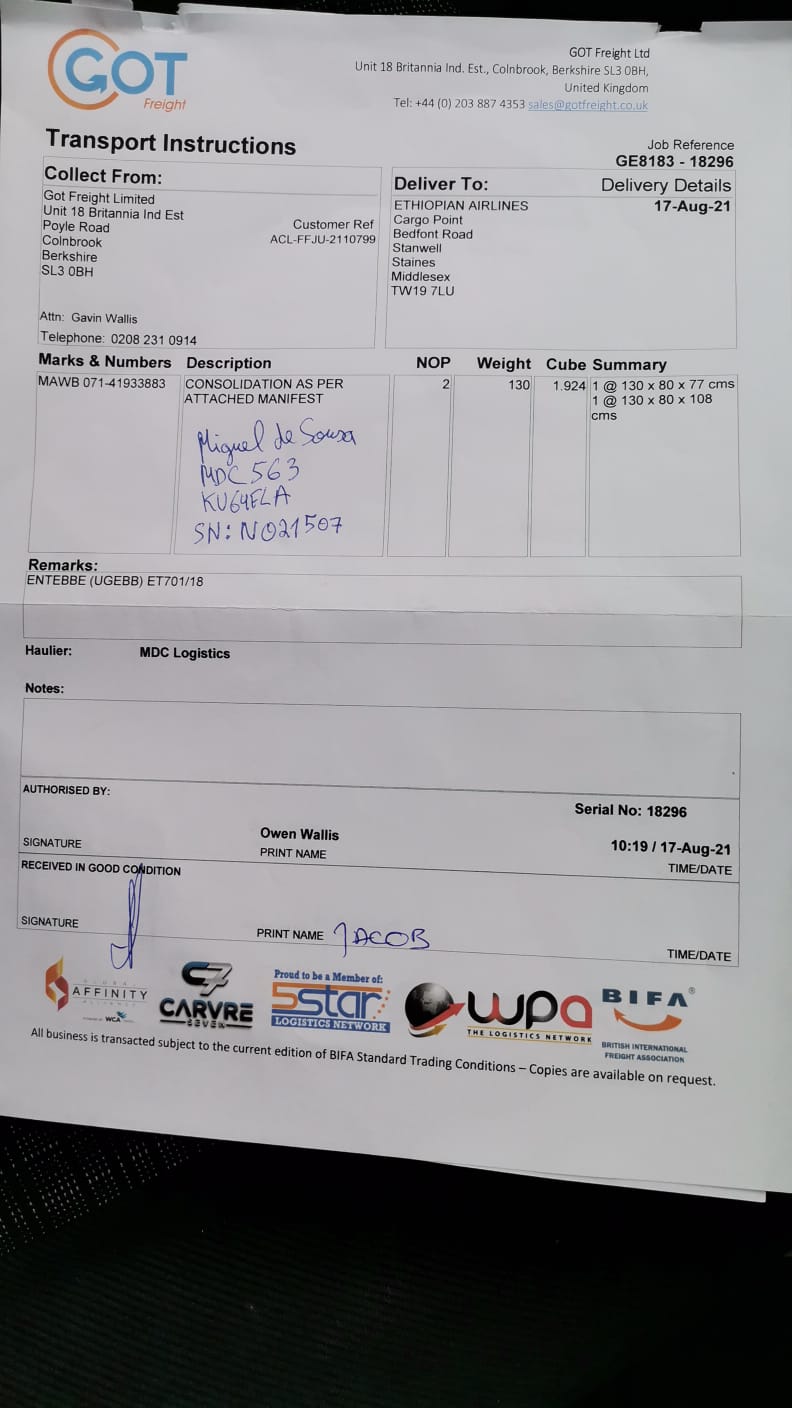 GOT
Freight
GOT Freight Ltd
Unit 18 Britannia Ind. Est., Colnbrook, Berkshire SL3 0BH,
United Kingdom
Tel: +44 (0) 203 887 4353 sales@gotfreight.co.uk
Transport Instructions
Job Reference
GE8183 - 18296
Collect From:
Got Freight Limited
Unit 18 Britannia Ind Est
Poyle Road
Colnbrook
Berkshire
SL3 0BH
Customer Ref
ACL-FFJU-2110799
Attn: Gavin Wallis
Telephone: 0208 231 0914
Deliver To:
ETHIOPIAN AIRLINES
Cargo Point
Bedfont Road
Stanwell
Staines
Middlesex
TW19 7LU
Delivery Details
17-Aug-21
Marks & Numbers Description NOP Weight Cube Summary
MAWB 071-41933883 CONSOLIDATION AS PER 2 130 1.924 1 @ 130 x 80 x 77 cms
ATTACHED MANIFEST 1 @ 130 x 80 x 108
cms
Miguel de Sousa
MDC 563
KU64ELA
SN: NO21507
Remarks:
ENTEBBE (UGEBB) ET701/18
Haulier: MDC Logistics
Notes:
AUTHORISED BY:
Serial No: 18296
Owen Wallis 10:19 / 17-Aug-21
SIGNATURE PRINT NAME TIME/DATE
RECEIVED IN GOOD CONDITION
SIGNATURE PRINT NAME JACOB TIME/DATE
AFFINITY
WCA
CARVRE
SEVEN
Proud to be a Member of:
5star
LOGISTICS NETWORK
wpa
THE LOGISTICS NETWORK
BIFA®
BRITISH INTERNATIONAL
FREIGHT ASSOCIATION
All business is transacted subject to the current edition of BIFA Standard Trading Conditions – Copies are available on request.